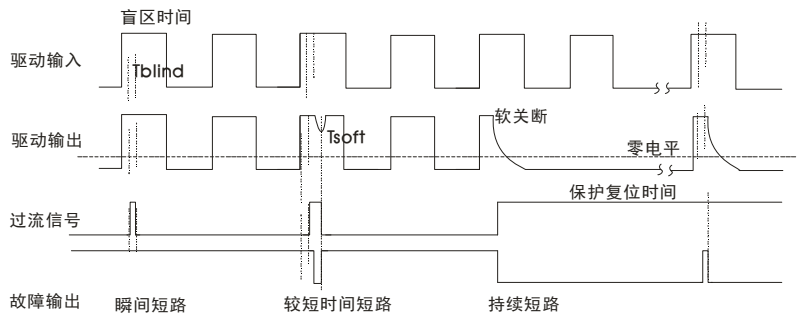 盲区时间
驱动输入
Tblind
驱动输出
Tsoft
软关断
零电平
保护复位时间
过流信号
故障输出
瞬间短路
较短时间短路
持续短路